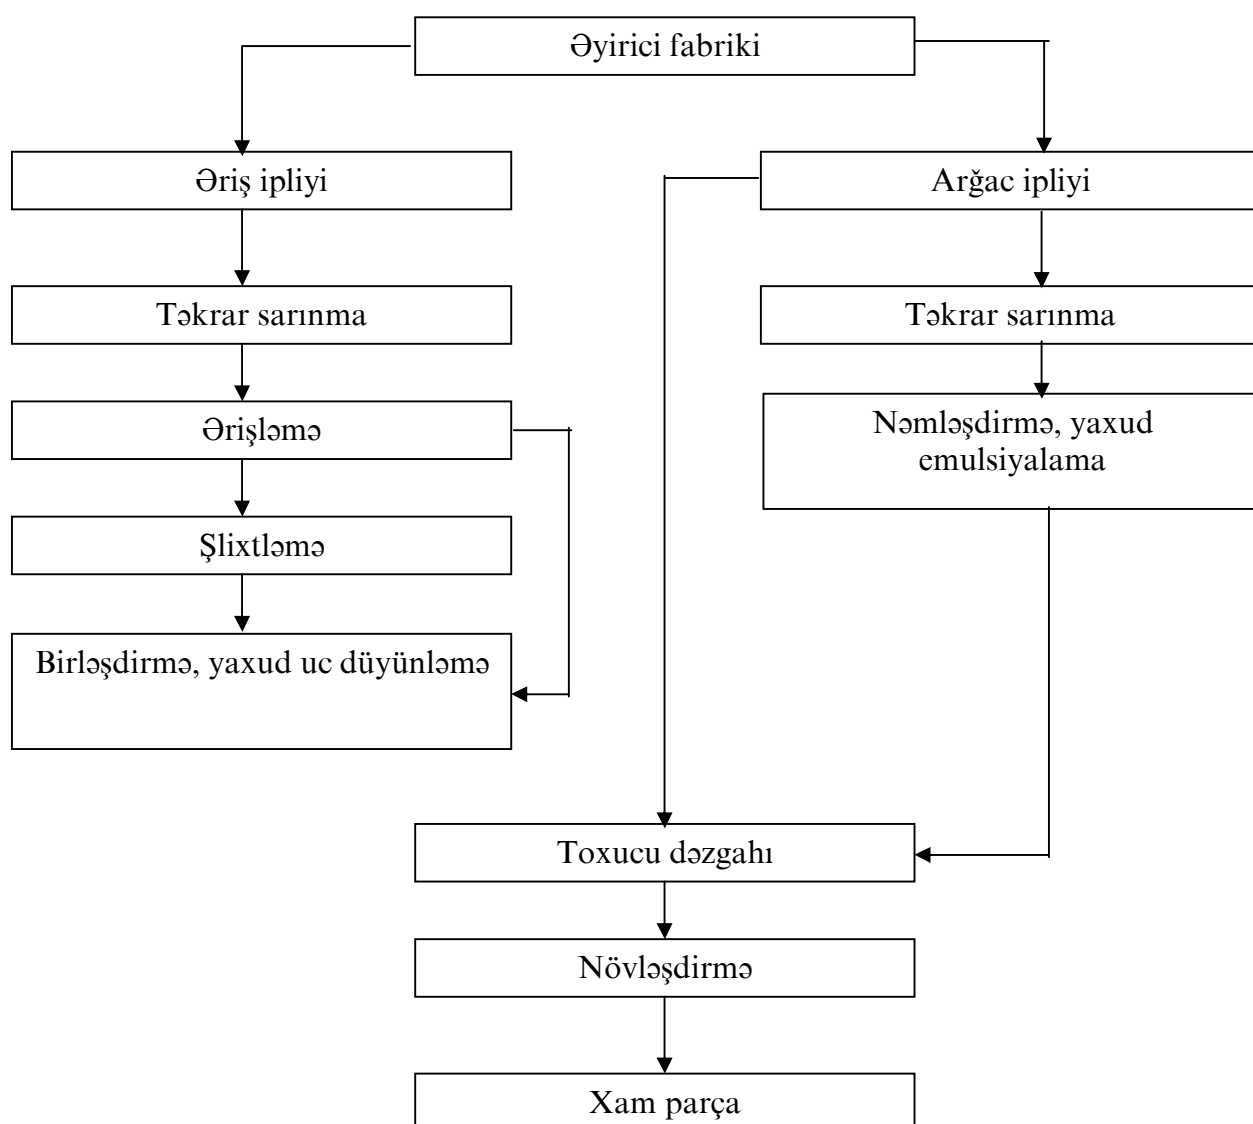 Əyirici fabriki
Əriş ipliyi
Arğac ipliyi
Təkrar sarınma
Təkrar sarınma
Ərişləmə
Nəmləşdirmə, yaxud
emulsiyalama
Şlixtləmə
Birləşdirmə, yaxud uc düyünləmə
Toxucu dəzgahı
Növləşdirmə
Xam parça